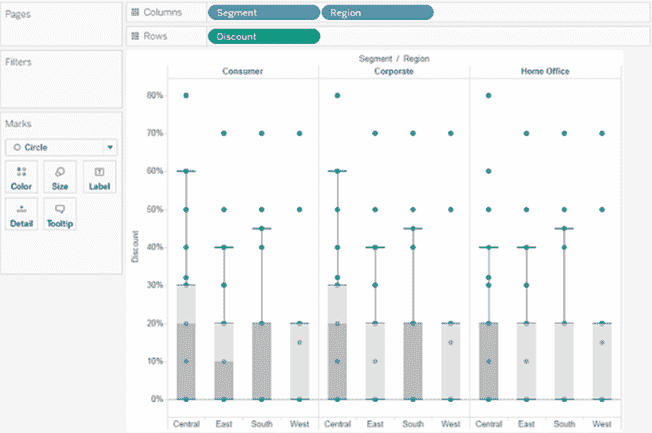 Pages
Columns Segment Region
Rows Discount
Filters
Marks
Circle
Color Size Label
Detail Tooltip
Segment / Region
Consumer Corporate Home Office
Discount
80%
70%
60%
50%
40%
30%
20%
10%
0%
Central East South West Central East South West Central East South West